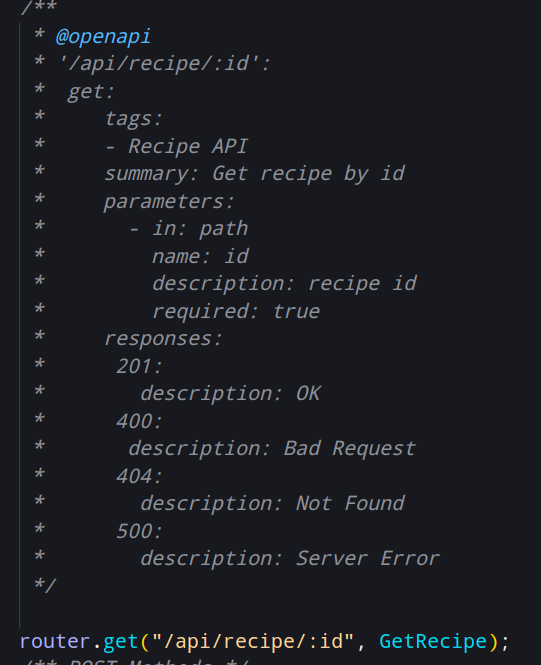 /**
* @openapi
* '/api/recipe/:id':
*  get:
*     tags:
*     - Recipe API
*     summary: Get recipe by id
*     parameters:
*       - in: path
*         name: id
*         description: recipe id
*         required: true
*     responses:
*      201:
*        description: OK
*      400:
*       description: Bad Request
*      404:
*        description: Not Found
*      500:
*        description: Server Error
*/
router.get("/api/recipe/:id", GetRecipe);
/** POST Methods */